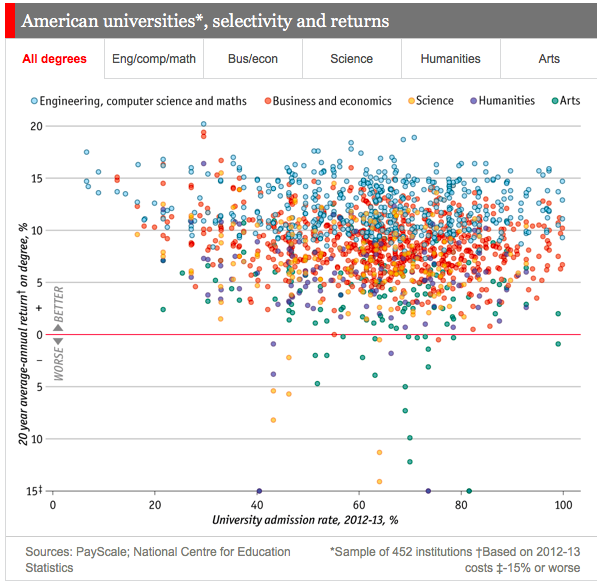 American universities*, selectivity and returns
All degrees Eng/comp/math Bus/econ Science Humanities Arts
Engineering, computer science and maths Business and economics Science Humanities Arts
20
15
10
5
+
0
–
5
10
15‡
BETTER
WORSE
20 year average-annual return† on degree, %
0 20 40 60 80 100
University admission rate, 2012-13, %
Sources: PayScale; National Centre for Education
Statistics
*Sample of 452 institutions †Based on 2012-13
costs ‡-15% or worse